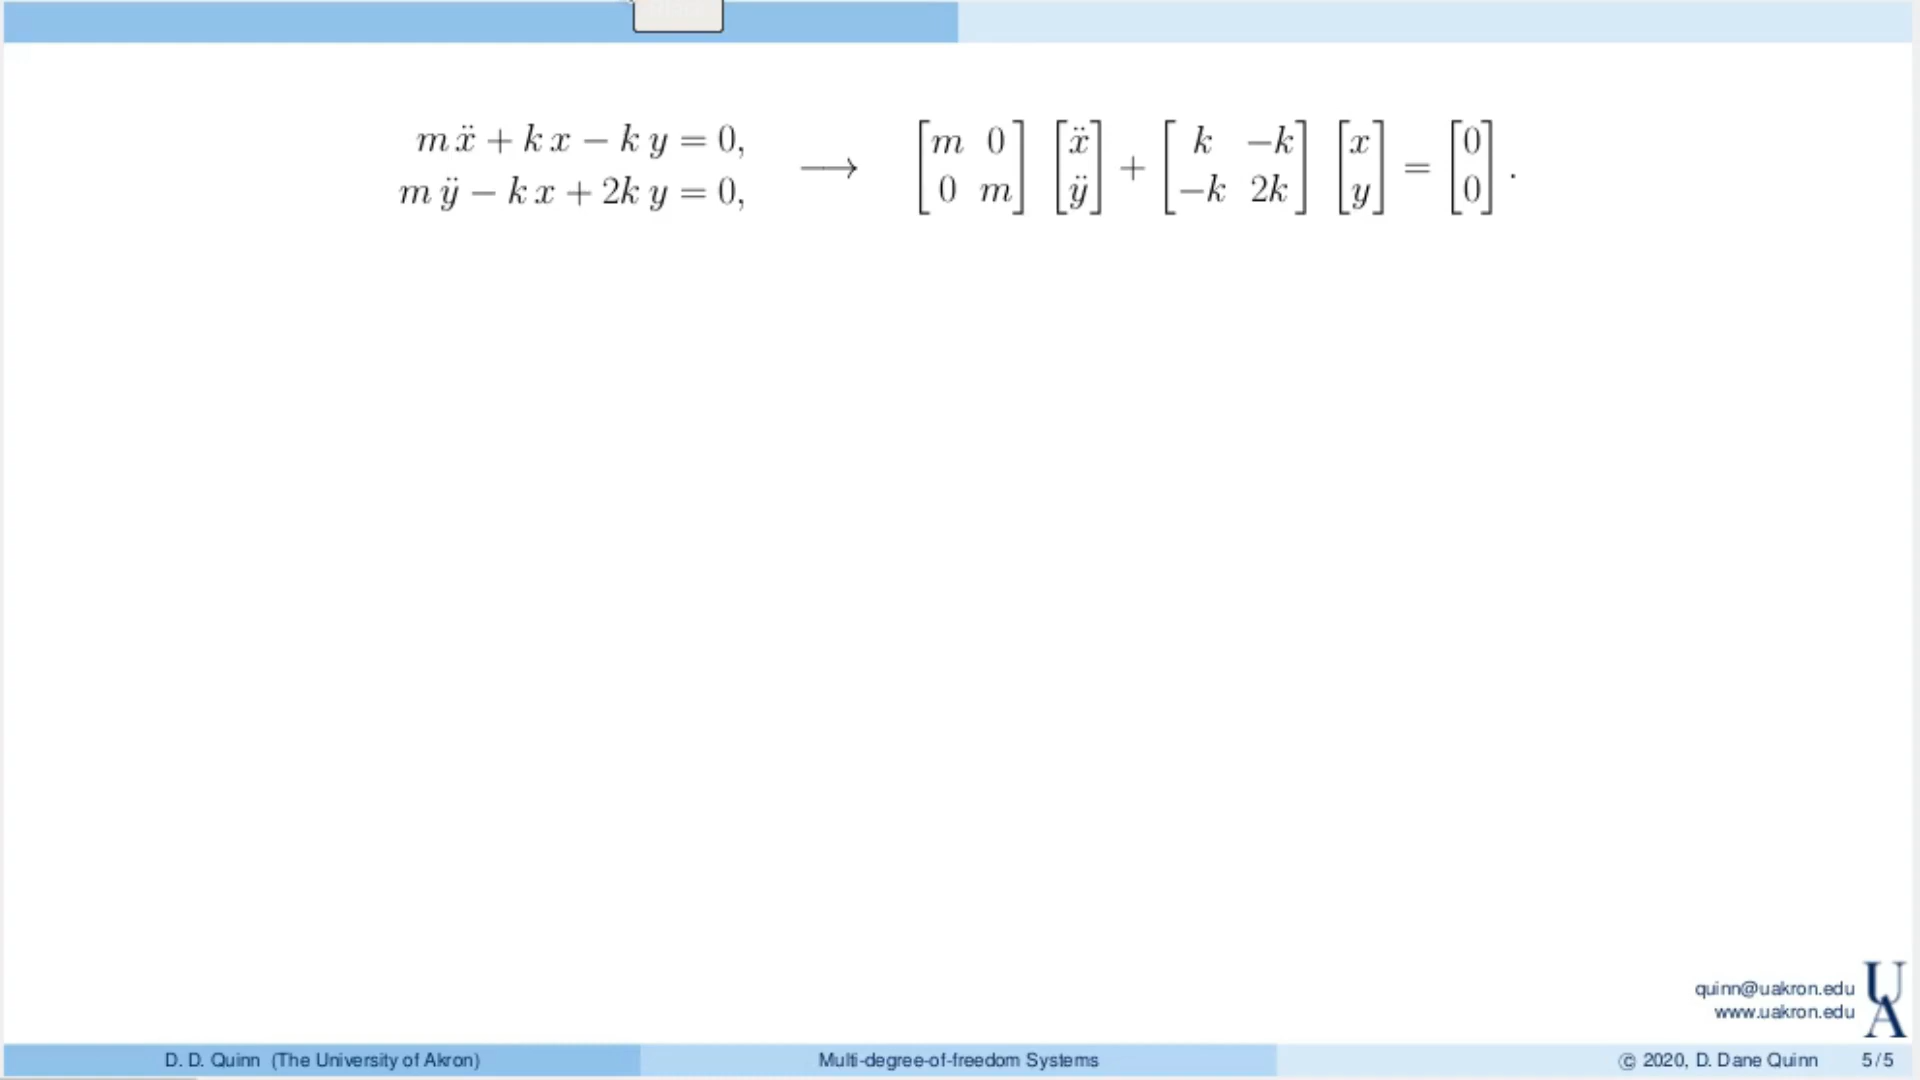 m ẍ + k x − k y = 0,
m ÿ − k x + 2k y = 0,
⟶ [m 0; 0 m] [ẍ; ÿ] + [k −k; −k 2k] [x; y] = [0; 0] .
quinn@uakron.edu
www.uakron.edu
UA
D. D. Quinn (The University of Akron) Multi-degree-of-freedom Systems © 2020, D. Dane Quinn 5 / 5